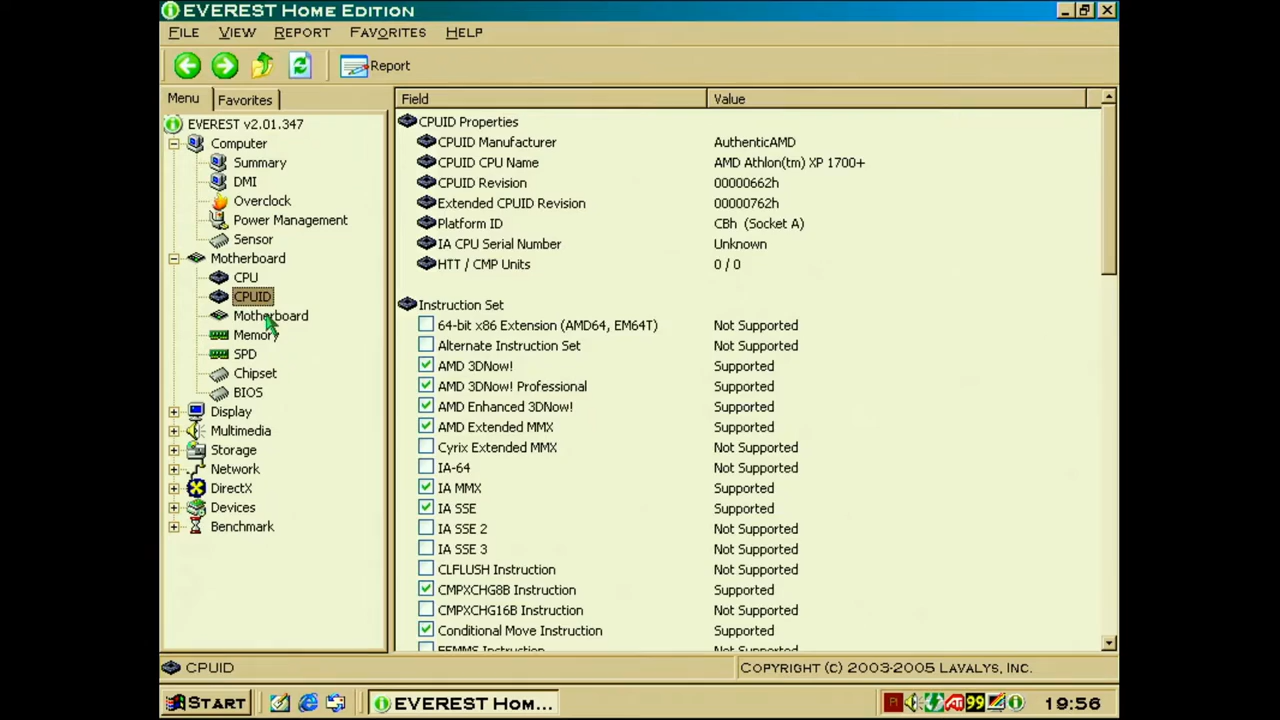 EVEREST Home Edition
File View Report Favorites Help
Report
Menu Favorites
EVEREST v2.01.347
Computer
Summary
DMI
Overclock
Power Management
Sensor
Motherboard
CPU
CPUID
Motherboard
Memory
SPD
Chipset
BIOS
Display
Multimedia
Storage
Network
DirectX
Devices
Benchmark
Field Value
CPUID Properties
CPUID Manufacturer AuthenticAMD
CPUID CPU Name AMD Athlon(tm) XP 1700+
CPUID Revision 00000662h
Extended CPUID Revision 00000762h
Platform ID CBh (Socket A)
IA CPU Serial Number Unknown
HTT / CMP Units 0 / 0
Instruction Set
64-bit x86 Extension (AMD64, EM64T) Not Supported
Alternate Instruction Set Not Supported
AMD 3DNow! Supported
AMD 3DNow! Professional Supported
AMD Enhanced 3DNow! Supported
AMD Extended MMX Supported
Cyrix Extended MMX Not Supported
IA-64 Not Supported
IA MMX Supported
IA SSE Supported
IA SSE 2 Not Supported
IA SSE 3 Not Supported
CLFLUSH Instruction Not Supported
CMPXCHG8B Instruction Supported
CMPXCHG16B Instruction Not Supported
Conditional Move Instruction Supported
CPUID Copyright (c) 2003-2005 Lavalys, Inc.
Start EVEREST Hom... 99 19:56